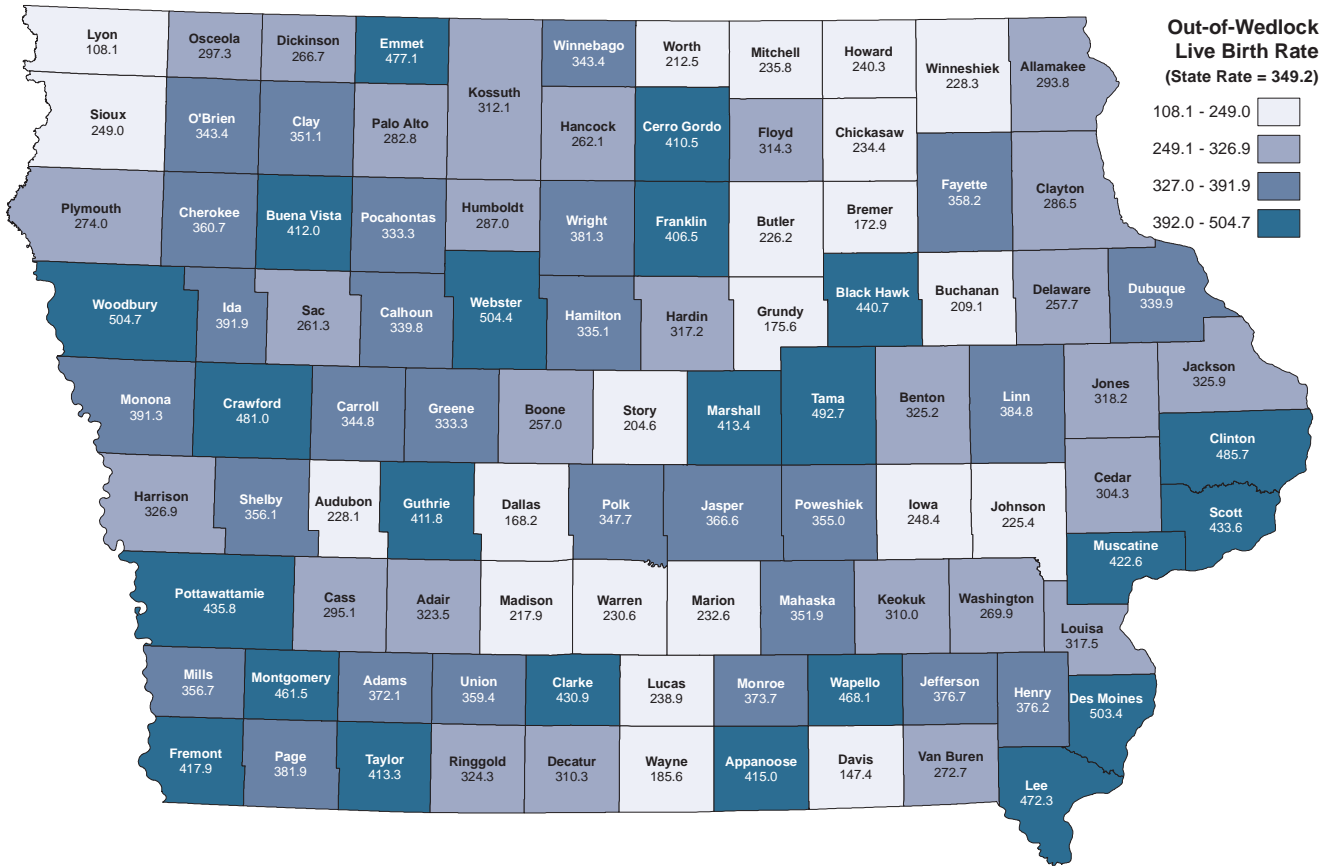 Out-of-Wedlock
Live Birth Rate
(State Rate = 349.2)
108.1 - 249.0
249.1 - 326.9
327.0 - 391.9
392.0 - 504.7
Lyon
108.1
Osceola
297.3
Dickinson
266.7
Emmet
477.1
Kossuth
312.1
Winnebago
343.4
Worth
212.5
Mitchell
235.8
Howard
240.3
Winneshiek
228.3
Allamakee
293.8
Sioux
249.0
O'Brien
343.4
Clay
351.1
Palo Alto
282.8
Hancock
262.1
Cerro Gordo
410.5
Floyd
314.3
Chickasaw
234.4
Plymouth
274.0
Cherokee
360.7
Buena Vista
412.0
Pocahontas
333.3
Humboldt
287.0
Wright
381.3
Franklin
406.5
Butler
226.2
Bremer
172.9
Fayette
358.2
Clayton
286.5
Woodbury
504.7
Ida
391.9
Sac
261.3
Calhoun
339.8
Webster
504.4
Hamilton
335.1
Hardin
317.2
Grundy
175.6
Black Hawk
440.7
Buchanan
209.1
Delaware
257.7
Dubuque
339.9
Monona
391.3
Crawford
481.0
Carroll
344.8
Greene
333.3
Boone
257.0
Story
204.6
Marshall
413.4
Tama
492.7
Benton
325.2
Linn
384.8
Jones
318.2
Jackson
325.9
Clinton
485.7
Harrison
326.9
Shelby
356.1
Audubon
228.1
Guthrie
411.8
Dallas
168.2
Polk
347.7
Jasper
366.6
Poweshiek
355.0
Iowa
248.4
Johnson
225.4
Cedar
304.3
Scott
433.6
Muscatine
422.6
Pottawattamie
435.8
Cass
295.1
Adair
323.5
Madison
217.9
Warren
230.6
Marion
232.6
Mahaska
351.9
Keokuk
310.0
Washington
269.9
Louisa
317.5
Mills
356.7
Montgomery
461.5
Adams
372.1
Union
359.4
Clarke
430.9
Lucas
238.9
Monroe
373.7
Wapello
468.1
Jefferson
376.7
Henry
376.2
Des Moines
503.4
Fremont
417.9
Page
381.9
Taylor
413.3
Ringgold
324.3
Decatur
310.3
Wayne
185.6
Appanoose
415.0
Davis
147.4
Van Buren
272.7
Lee
472.3